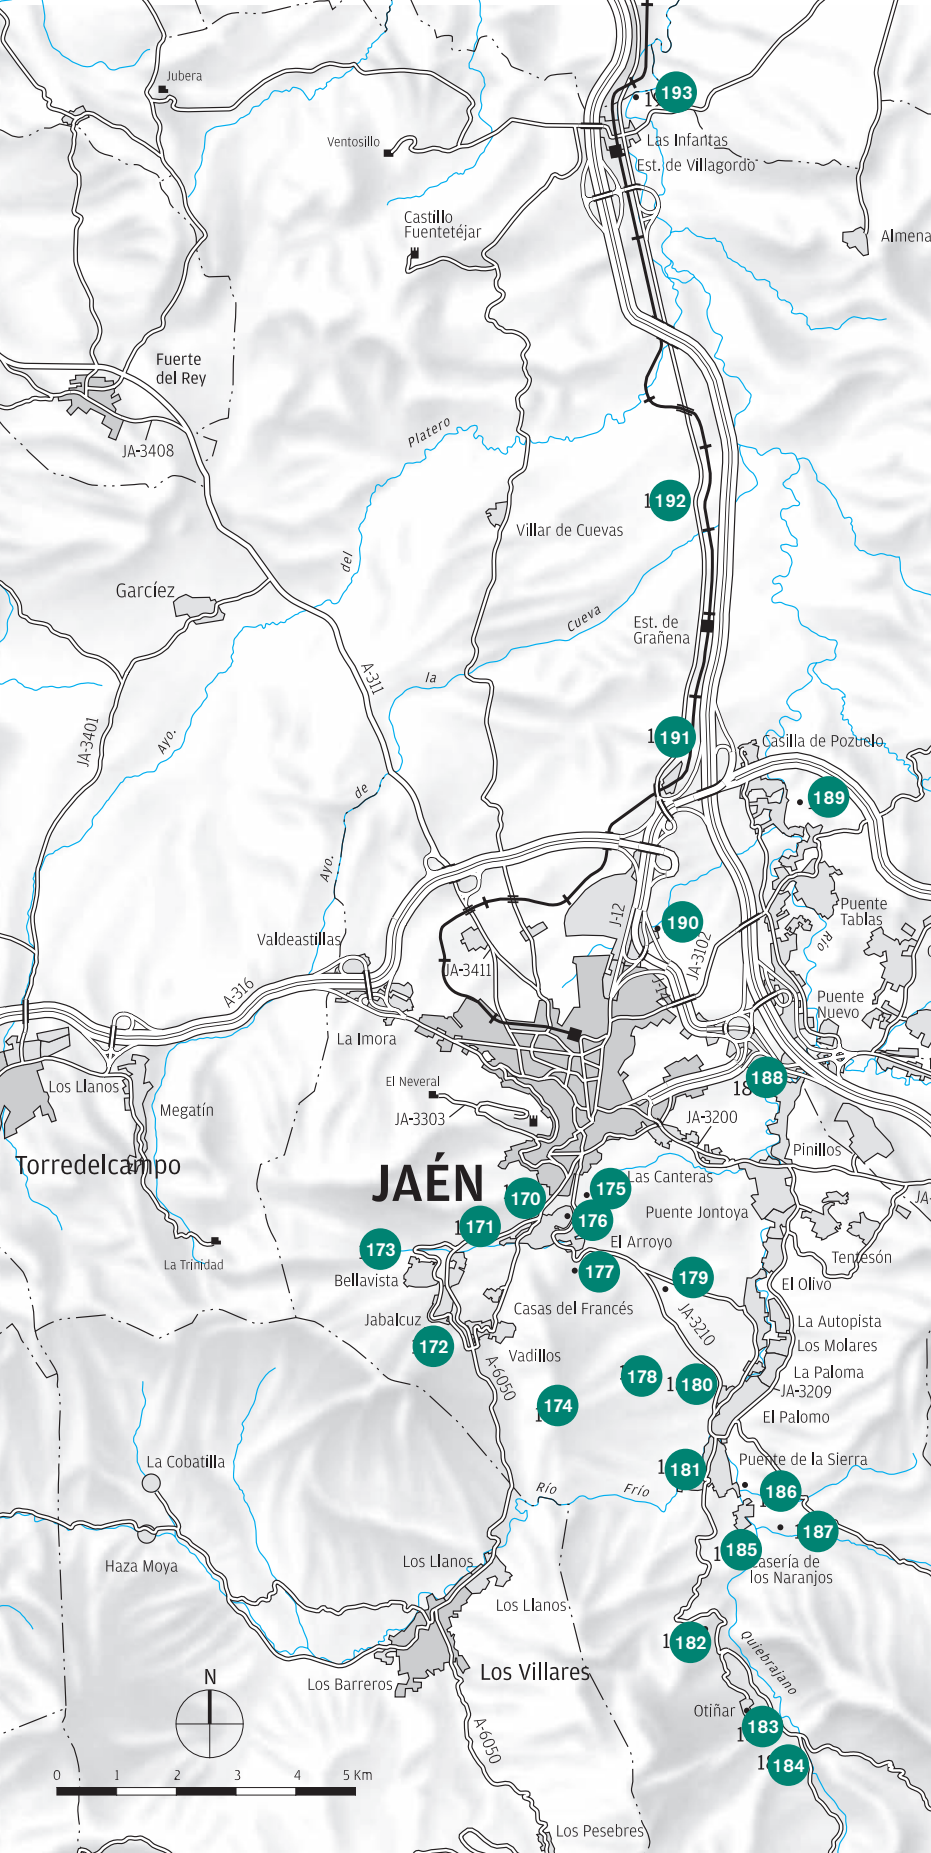 Jubera
193
Las Infantas
Ventosillo
Est. de Villagordo
Castillo
Fuentetéjar
Almena
Fuerte
del Rey
Platero
JA-3408
192
Villar de Cuevas
del
Garcíez
Cueva
Est. de
Grañena
A-311
la
JA-3401
Ayo.
191
Casilla de Pozuelo
de
189
Ayo.
Puente
Tablas
J-12
190
Río
Valdeastillas
JA-3102
JA-3411
A-316
Puente
Nuevo
La Imora
188
El Neveral
Los Llanos
Megatín
JA-3303
JA-3200
Pinillos
Torredelcampo
JAÉN
Las Canteras
175
170
JA-
176
Puente Jontoya
171
173
El Arroyo
Tentesón
La Trinidad
Bellavista
177
179
El Olivo
Casas del Francés
Jabalcuz
JA-3210
La Autopista
172
Vadillos
Los Molares
178
La Paloma
180
JA-3209
A-6050
174
El Palomo
La Cobatilla
181
Puente de la Sierra
Río
Frío
186
187
185
Haza Moya
Los Llanos
Casería de
los Naranjos
Los Llanos
182
Quiebrajano
Los Villares
Los Barreros
N
Otiñar
183
A-6050
184
0 1 2 3 4 5 Km
Los Pesebres